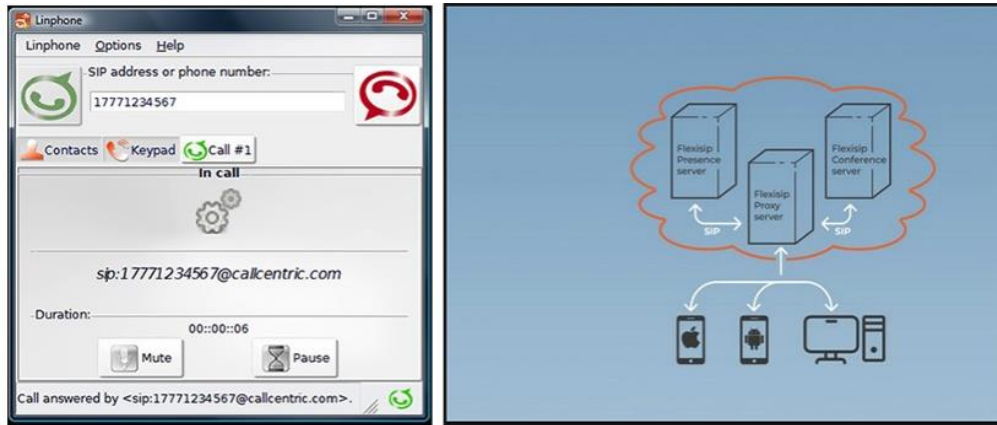 Linphone
Linphone Options Help
SIP address or phone number:
17771234567
Contacts Keypad Call #1
In call
sip:17771234567@callcentric.com
Duration:
00::00::06
Mute Pause
Call answered by <sip:17771234567@callcentric.com>.
Flexisip
Presence
server
Flexisip
Conference
server
Flexisip
Proxy
server
SIP
SIP